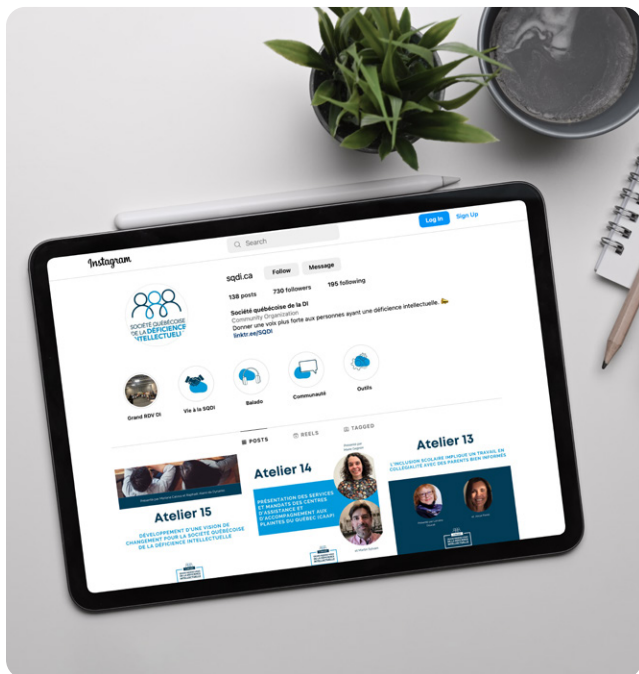 Instagram
Search
Log In
Sign Up
sqdi.ca
Follow
Message
138 posts
730 followers
195 following
Société québécoise de la DI
Community Organization
Donner une voix plus forte aux personnes ayant une déficience intellectuelle.
linktr.ee/SQDI
SOCIÉTÉ QUÉBÉCOISE
DE LA DÉFICIENCE
INTELLECTUELLE
Grand RDV DI
Vie à la SQDI
Balado
Communauté
Outils
POSTS
REELS
TAGGED
Atelier 15
DÉVELOPPEMENT D'UNE VISION DE
CHANGEMENT POUR LA SOCIÉTÉ QUÉBÉCOISE
DE LA DÉFICIENCE INTELLECTUELLE
Atelier 14
PRÉSENTATION DES SERVICES
ET MANDATS DES CENTRES
D'ASSISTANCE ET
D'ACCOMPAGNEMENT AUX
PLAINTES DU QUÉBEC (CAAP)
Atelier 13
L'INCLUSION SCOLAIRE IMPLIQUE UN TRAVAIL EN
COLLÉGIALITÉ AVEC DES PARENTS BIEN INFORMÉS